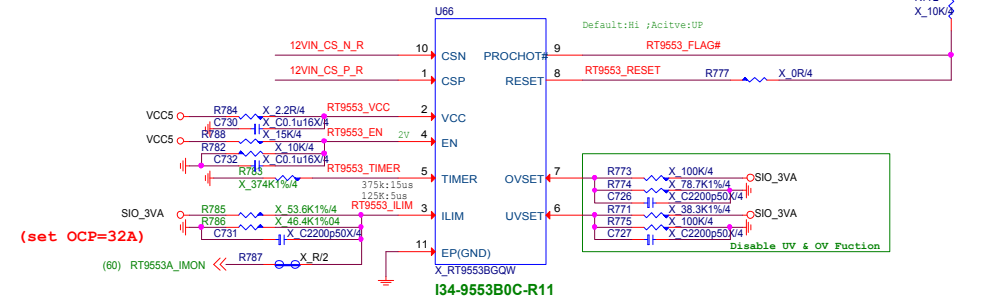 U66
X_10K/4
Default:Hi ;Acitve:UP
12VIN_CS_N_R 10 CSN PROCHOT# 9 RT9553_FLAG#
12VIN_CS_P_R 1 CSP RESET 8 RT9553_RESET R777 X_0R/4
VCC5 R784 X_2.2R/4 RT9553_VCC 2 VCC
C730 X_C0.1u16X/4
VCC5 R788 X_15K/4 RT9553_EN 2V 4 EN
R782 X_10K/4
C732 X_C0.1u16X/4
R783 RT9553_TIMER 5 TIMER OVSET 7
X_374K1%/4 375k:15us
125K:5us
R773 X_100K/4 SIO_3VA
R774 X_78.7K1%/4
C726 X_C2200p50X/4
SIO_3VA R785 X_53.6K1%/4 RT9553_ILIM 3 ILIM UVSET 6
R786 X_46.4K1%04
C731 X_C2200p50X/4
R771 X_38.3K1%/4 SIO_3VA
R775 X_100K/4
C727 X_C2200p50X/4
Disable UV & OV Fuction
(set OCP=32A)
(60) RT9553A_IMON R787 X_R/2
11 EP(GND)
X_RT9553BGQW
I34-9553B0C-R11